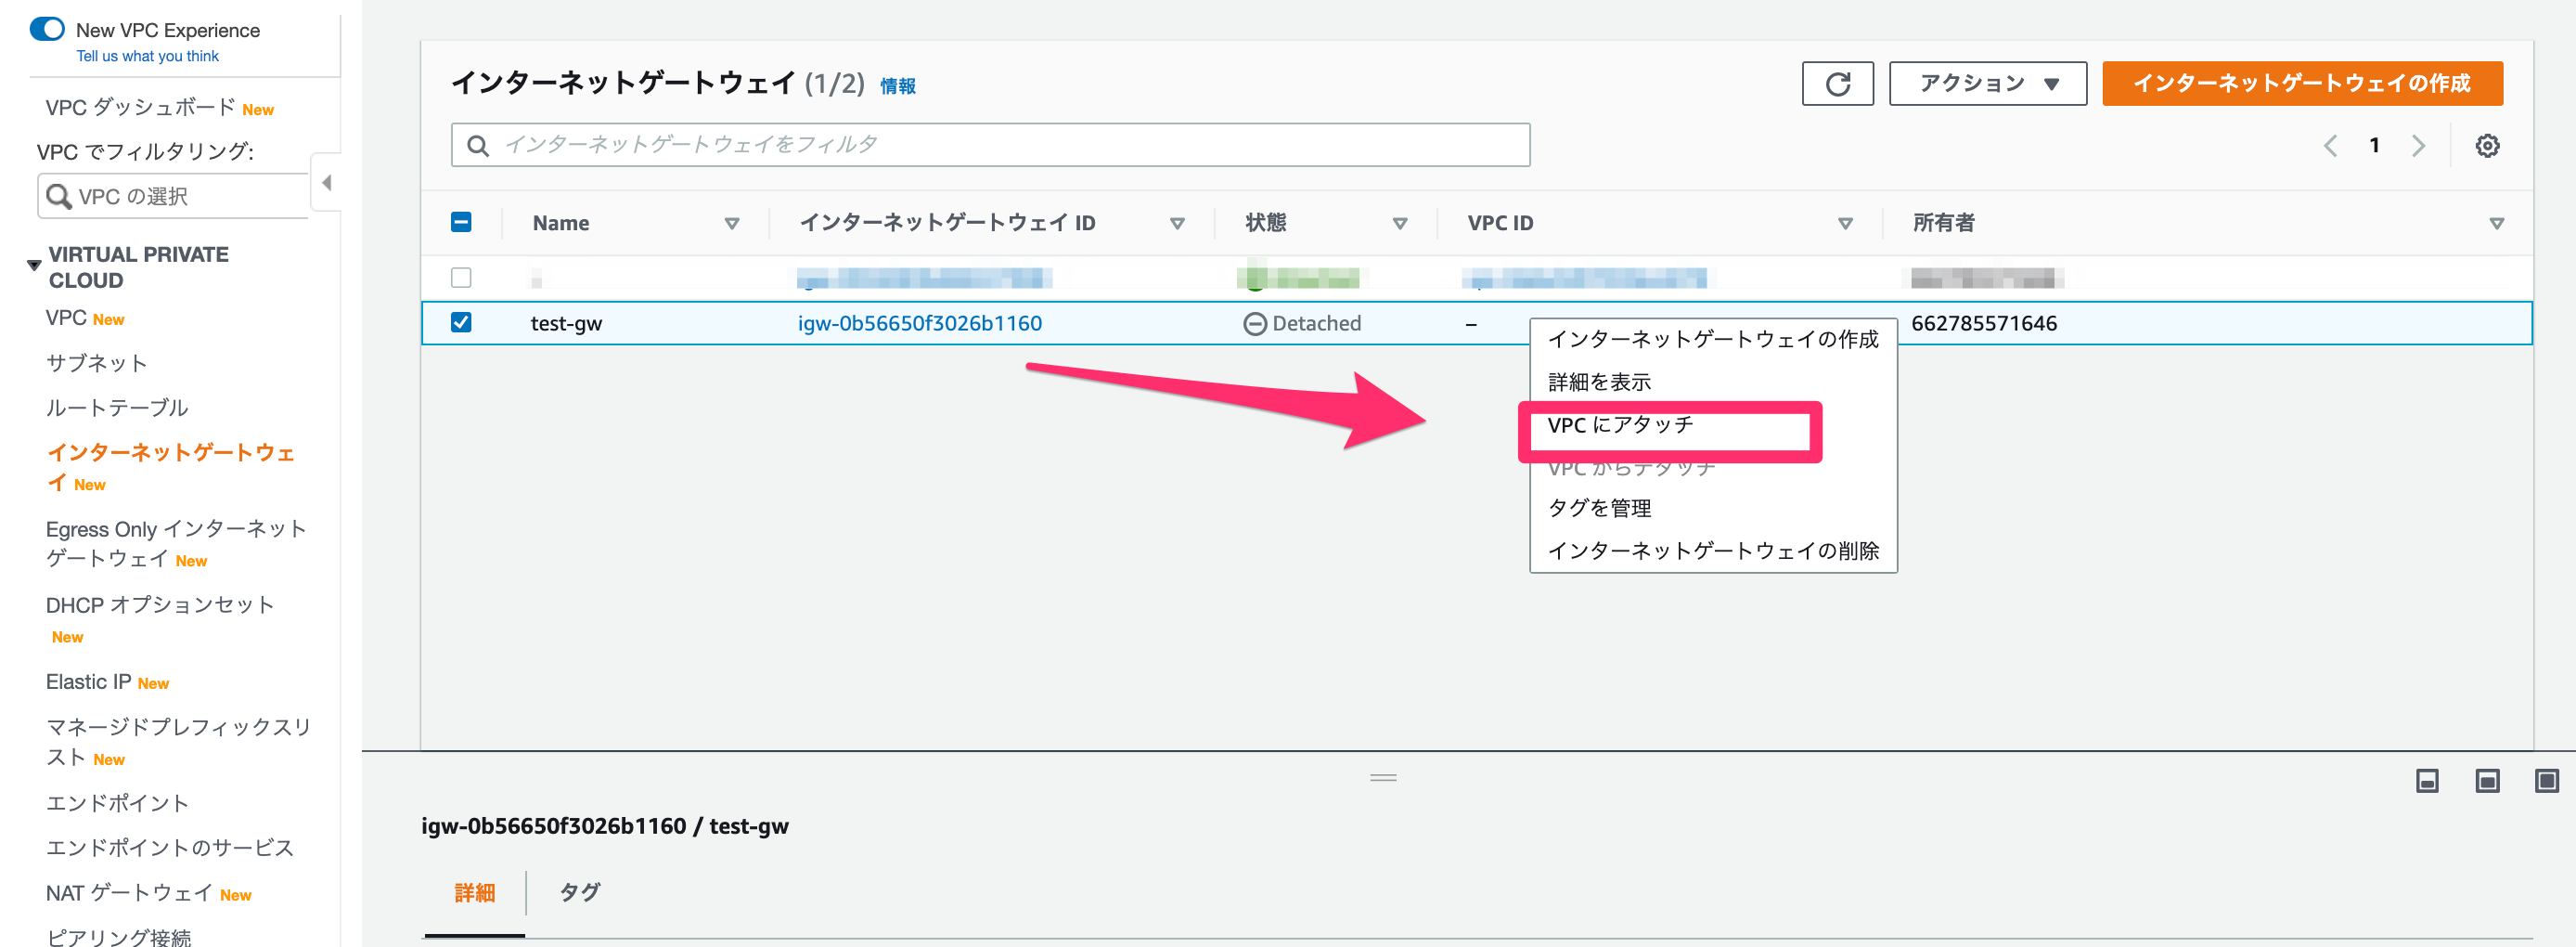 New VPC Experience
Tell us what you think
VPC ダッシュボード New
VPC でフィルタリング:
VPC の選択
VIRTUAL PRIVATE
CLOUD
VPC New
サブネット
ルートテーブル
インターネットゲートウェ
イ New
Egress Only インターネット
ゲートウェイ New
DHCP オプションセット
New
Elastic IP New
マネージドプレフィックスリ
スト New
エンドポイント
エンドポイントのサービス
NAT ゲートウェイ New
ピアリング接続
インターネットゲートウェイ (1/2) 情報
アクション
インターネットゲートウェイの作成
インターネットゲートウェイをフィルタ
1
Name インターネットゲートウェイ ID 状態 VPC ID 所有者
test-gw igw-0b56650f3026b1160 Detached – 662785571646
インターネットゲートウェイの作成
詳細を表示
VPC にアタッチ
VPC からデタッチ
タグを管理
インターネットゲートウェイの削除
igw-0b56650f3026b1160 / test-gw
詳細 タグ